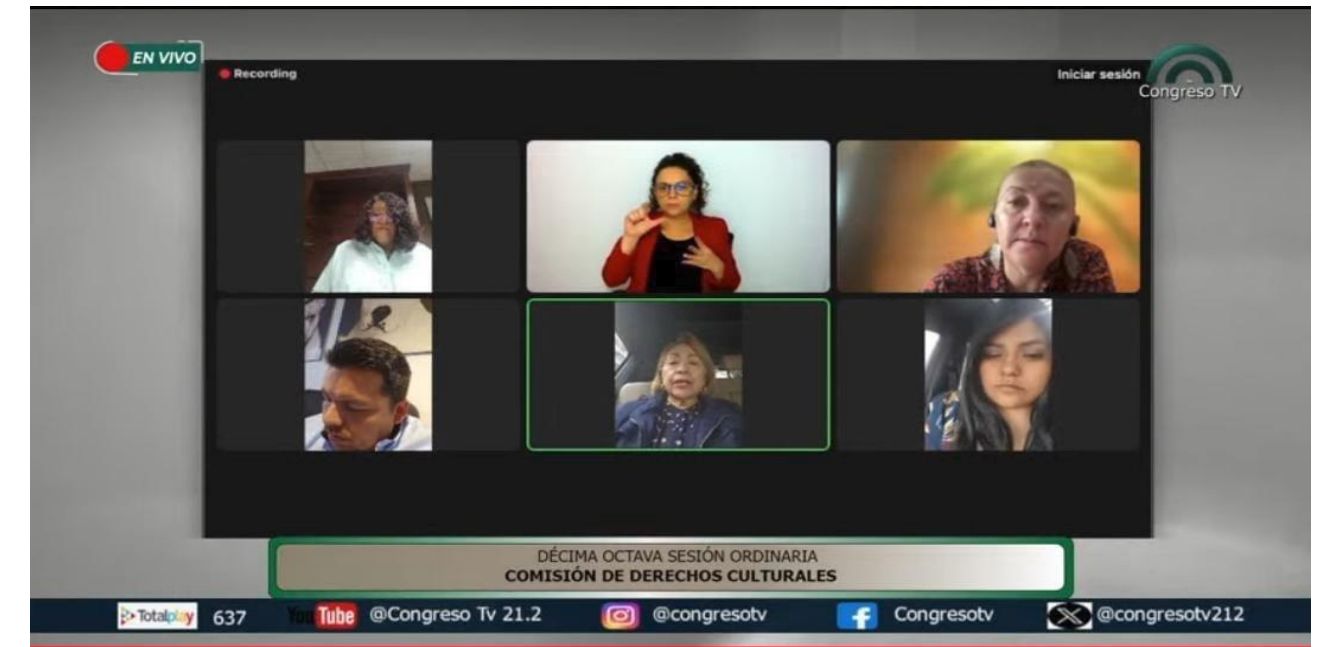 EN VIVO
Recording
Iniciar sesión
Congreso TV
DÉCIMA OCTAVA SESIÓN ORDINARIA
COMISIÓN DE DERECHOS CULTURALES
Totalplay 637 YouTube @Congreso Tv 21.2 @congresotv Congresotv @congresotv212